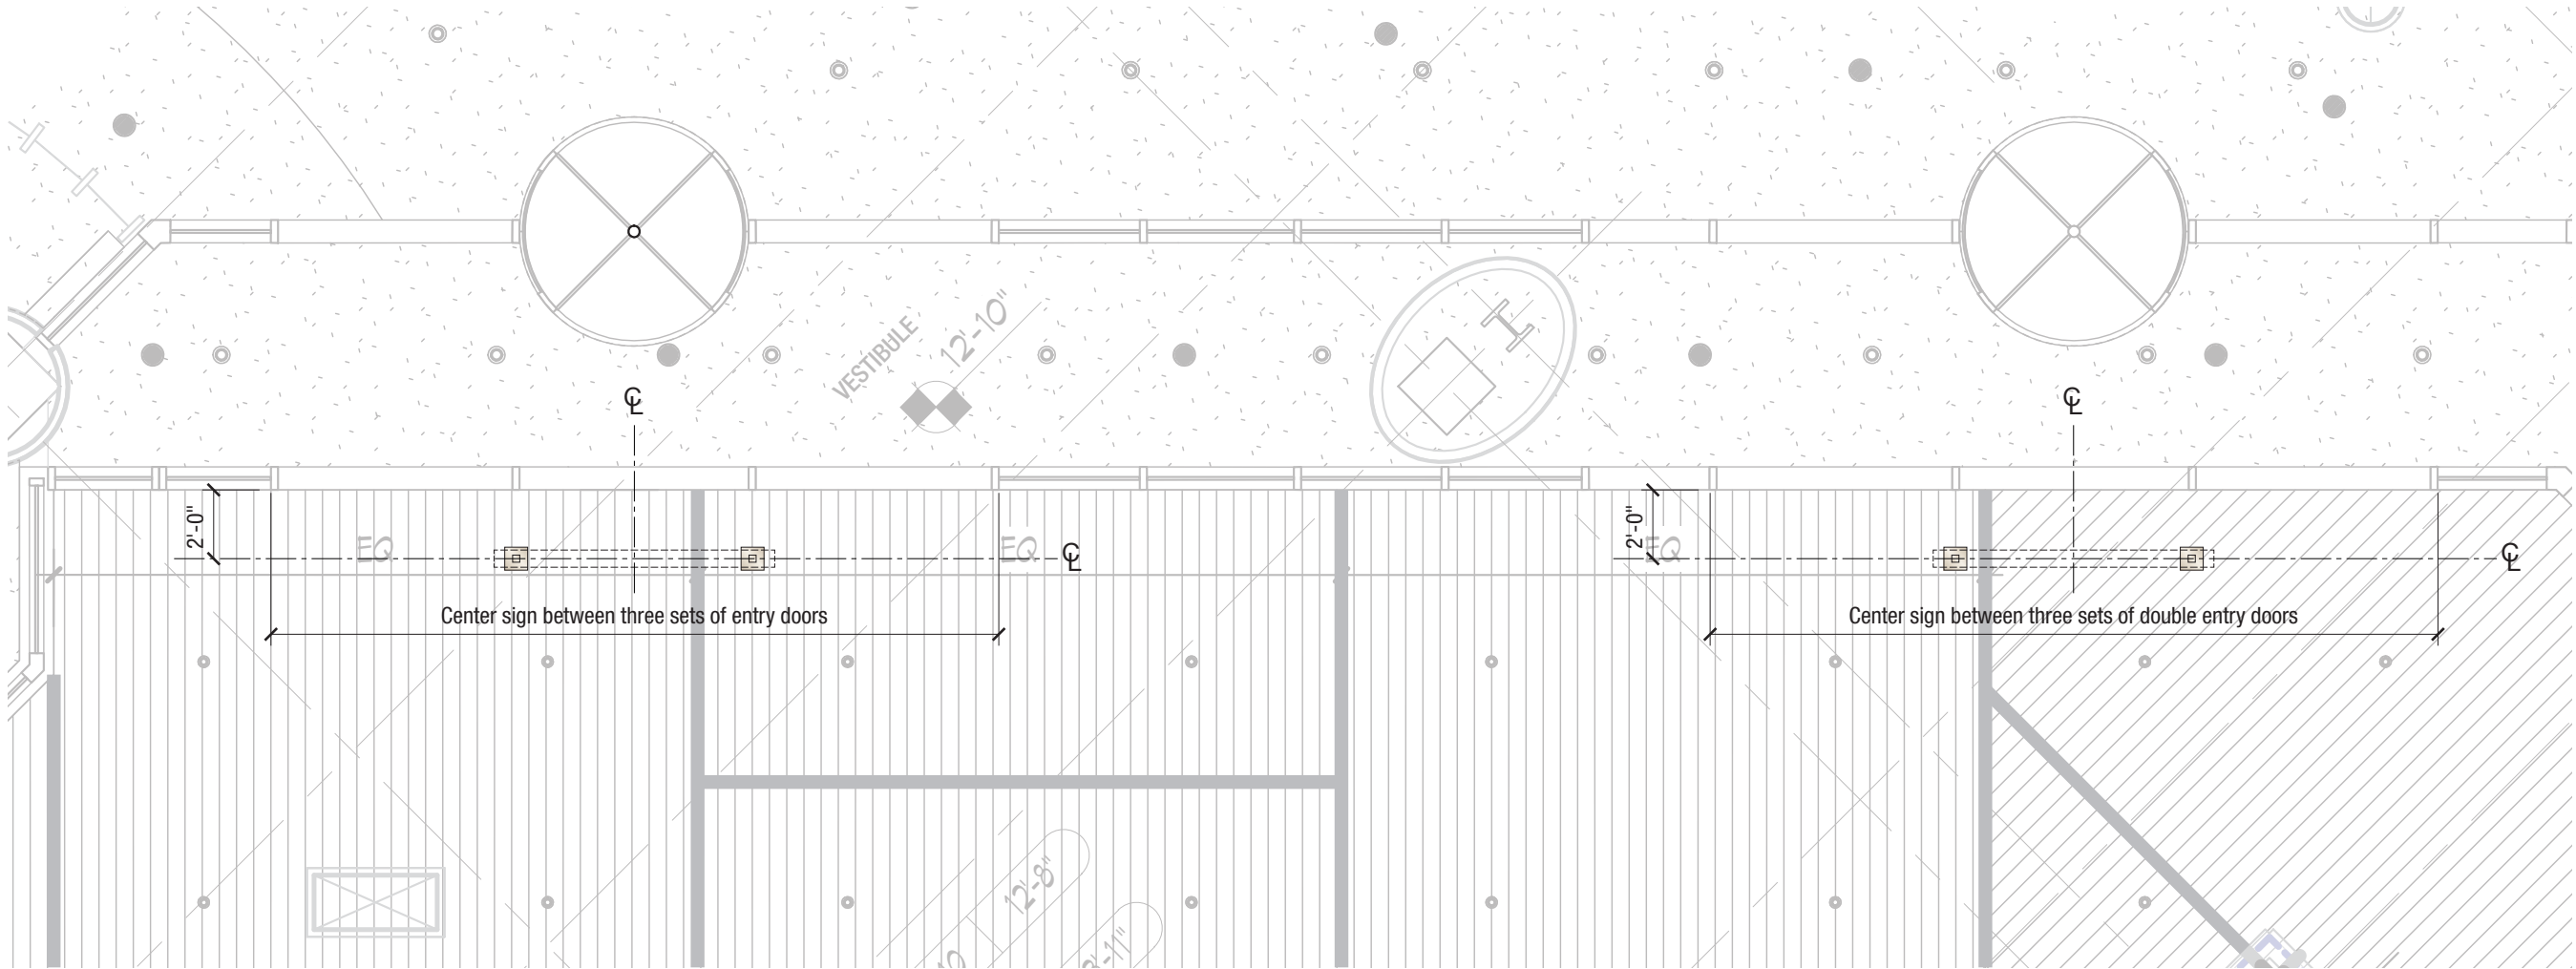 VESTIBULE
12'-10"
℄
℄
2'-0"
EQ
EQ
℄
2'-0"
EQ
℄
Center sign between three sets of entry doors
Center sign between three sets of double entry doors
12'-8"